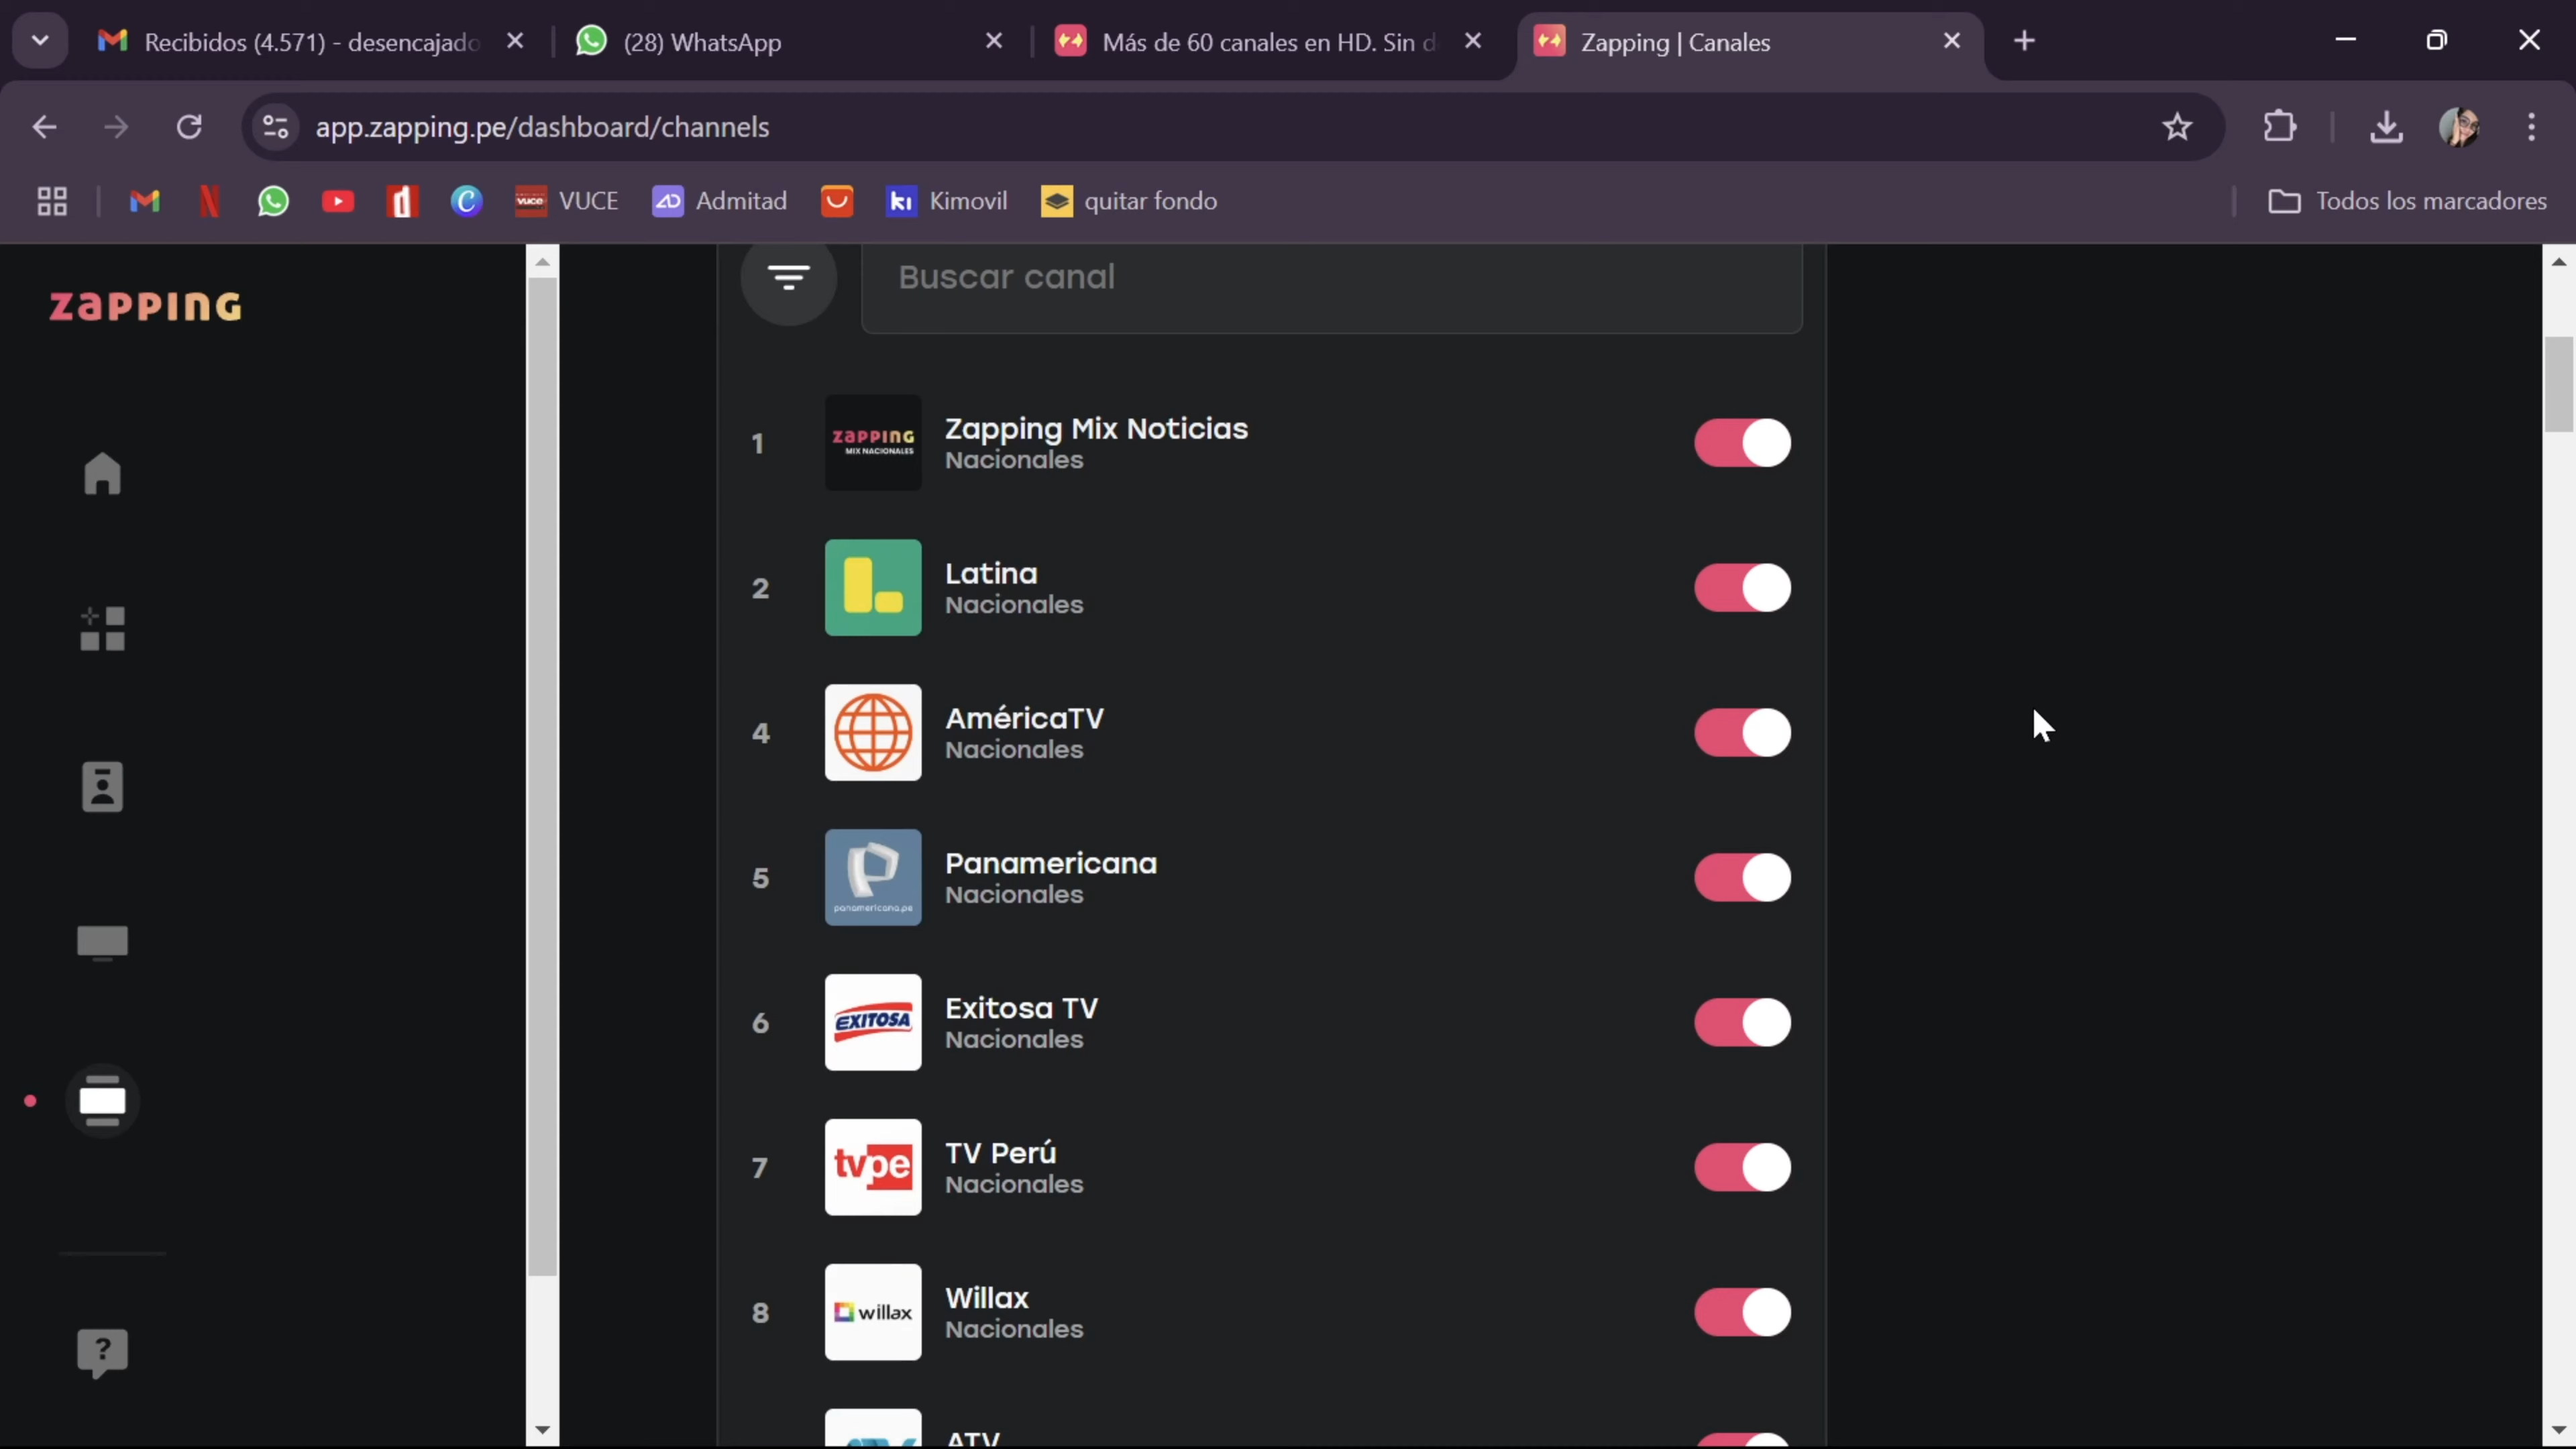 Recibidos (4.571) - desencajado
(28) WhatsApp
Más de 60 canales en HD. Sin d
Zapping | Canales
app.zapping.pe/dashboard/channels
VUCE
Admitad
Kimovil
quitar fondo
Todos los marcadores
zapping
Buscar canal
1
zapping
MIX NACIONALES
Zapping Mix Noticias
Nacionales
2
Latina
Nacionales
4
AméricaTV
Nacionales
5
panamericana.pe
Panamericana
Nacionales
6
EXITOSA
Exitosa TV
Nacionales
7
tvpe
TV Perú
Nacionales
8
willax
Willax
Nacionales
ATV